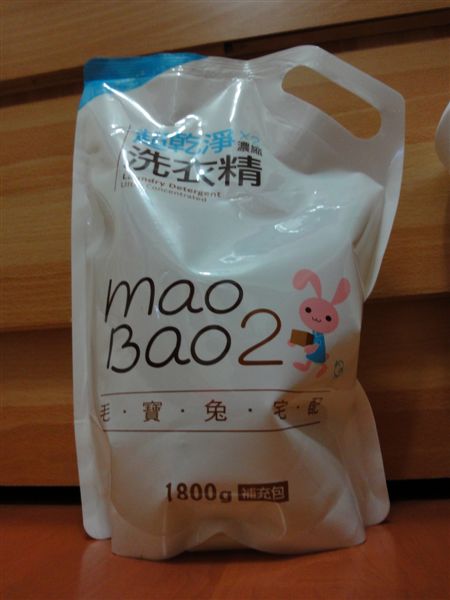 超乾淨 ×2
濃縮
洗衣精
Laundry Detergent
Ultra Concentrated
mao
BaO2
毛·寶·兔·宅·配
1800g 補充包